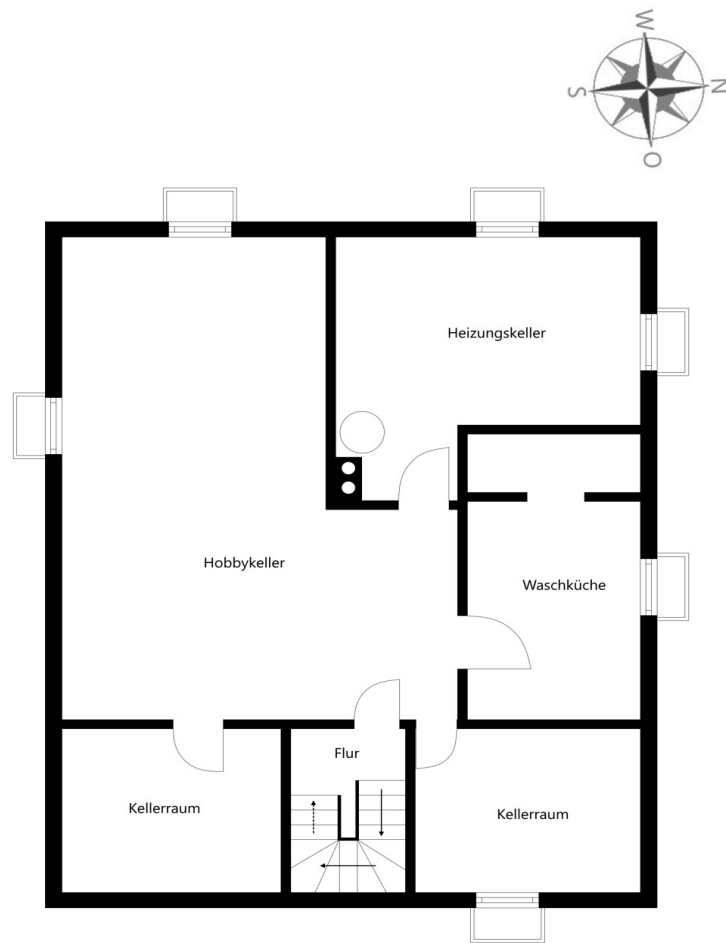 W
S
N
O
Heizungskeller
Hobbykeller
Waschküche
Flur
Kellerraum
Kellerraum